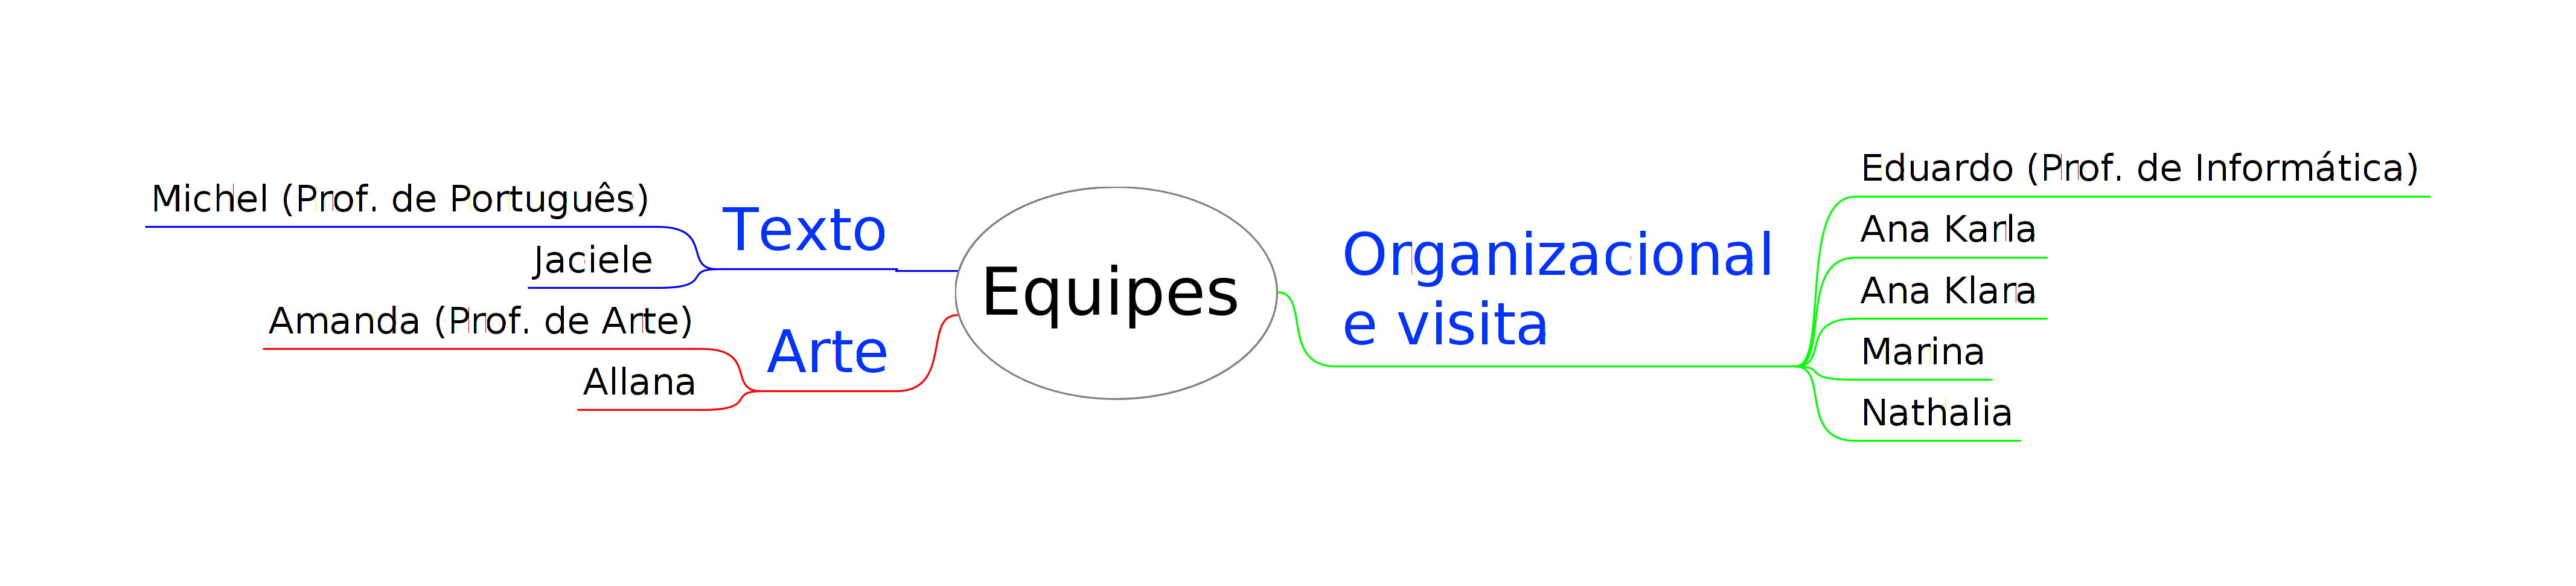 Michel (Prof. de Português)
Jaciele
Texto
Amanda (Prof. de Arte)
Allana
Arte
Equipes
Organizacional
e visita
Eduardo (Prof. de Informática)
Ana Karla
Ana Klara
Marina
Nathalia